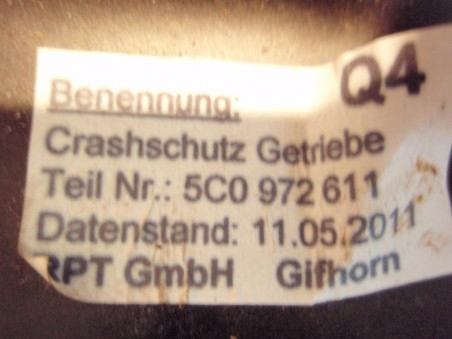 Q4
Benennung:
Crashschutz Getriebe
Teil Nr.: 5C0 972 611
Datenstand: 11.05.2011
RPT GmbH Gifhorn